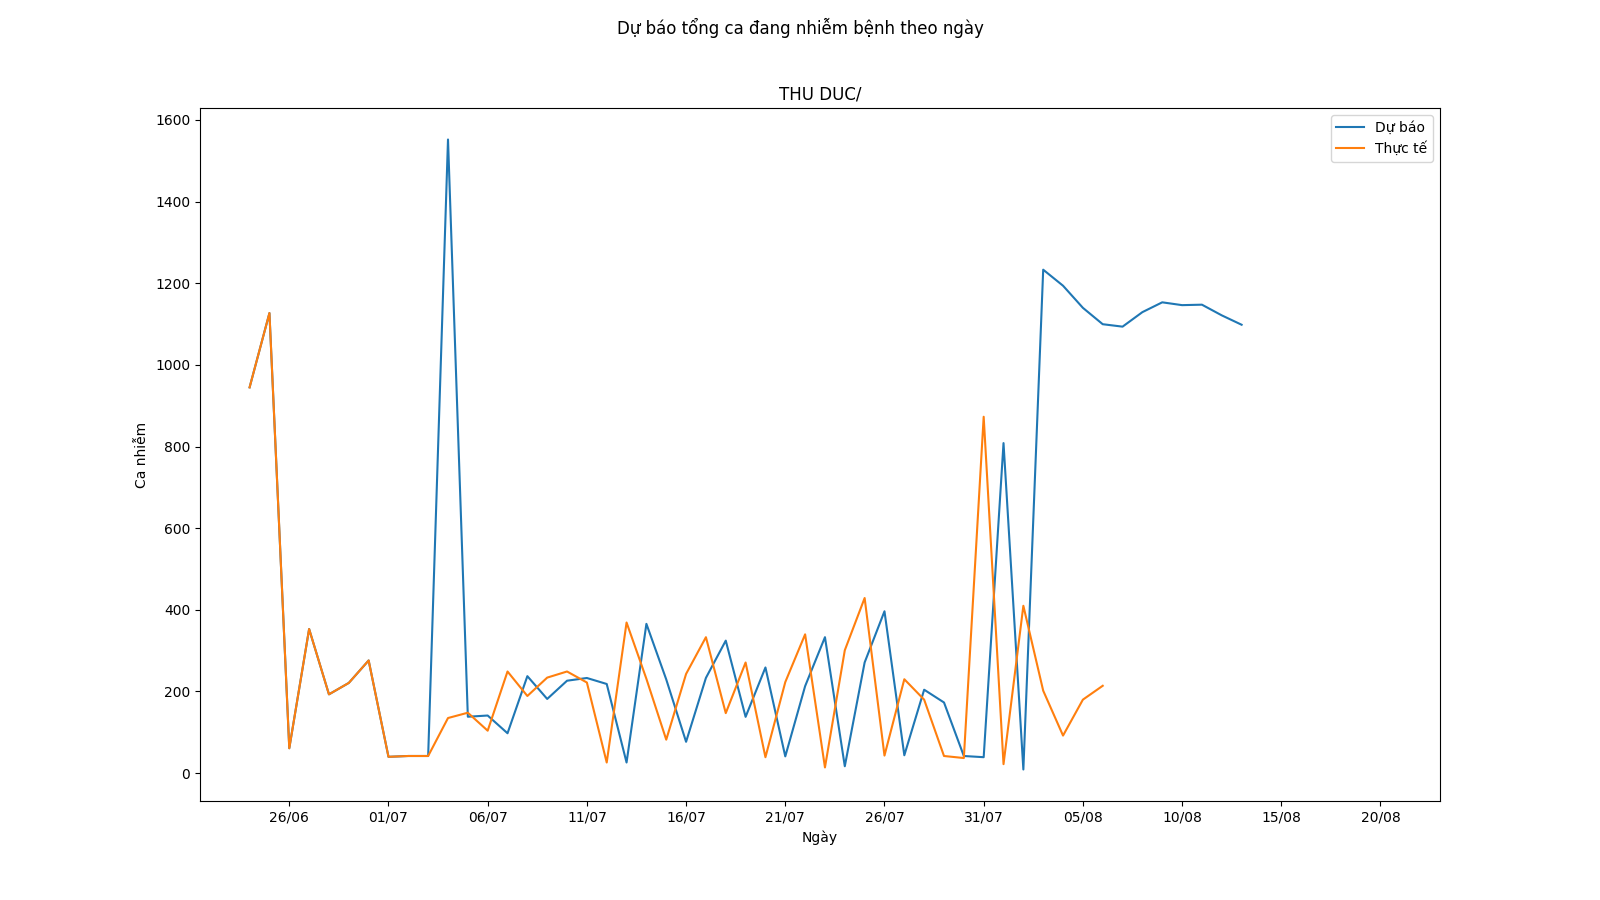 Dự báo tổng ca đang nhiễm bệnh theo ngày
THU DUC/
1600
1400
1200
1000
800
600
400
200
0
Ca nhiễm
Dự báo
Thực tế
26/06 01/07 06/07 11/07 16/07 21/07 26/07 31/07 05/08 10/08 15/08 20/08
Ngày